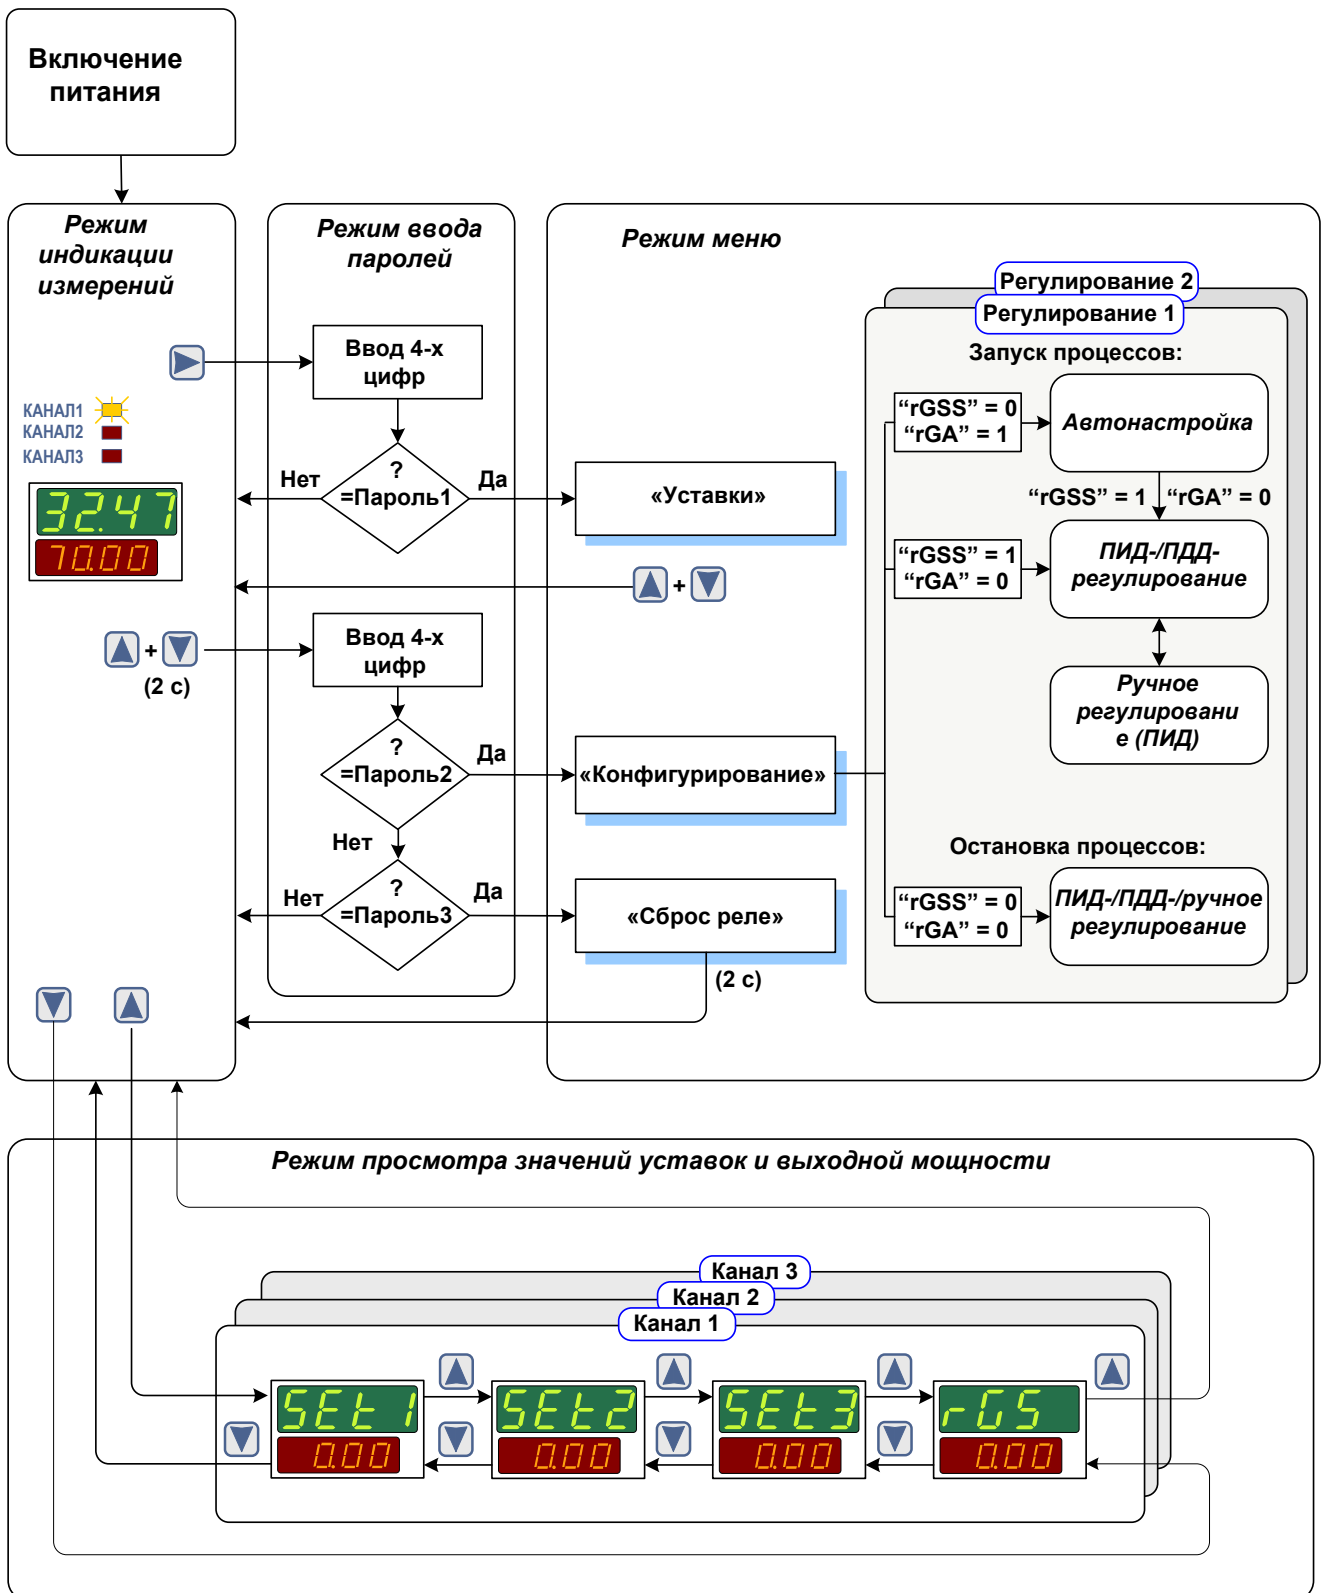 Включение
питания
Режим
индикации
измерений
КАНАЛ1
КАНАЛ2
КАНАЛ3
32.47
70.00
+
(2 с)
Режим ввода
паролей
Ввод 4-х
цифр
?
=Пароль1
Нет
Да
Ввод 4-х
цифр
?
=Пароль2
Да
Нет
?
=Пароль3
Нет
Да
Режим меню
«Уставки»
+
«Конфигурирование»
«Сброс реле»
(2 с)
Регулирование 2
Регулирование 1
Запуск процессов:
“rGSS” = 0
“rGA” = 1
Автонастройка
“rGSS” = 1
“rGA” = 0
“rGSS” = 1
“rGA” = 0
ПИД-/ПДД-
регулирование
Ручное
регулировани
е (ПИД)
Остановка процессов:
“rGSS” = 0
“rGA” = 0
ПИД-/ПДД-/ручное
регулирование
Режим просмотра значений уставок и выходной мощности
Канал 3
Канал 2
Канал 1
SEt1
0.00
SEt2
0.00
SEt3
0.00
rGS
0.00